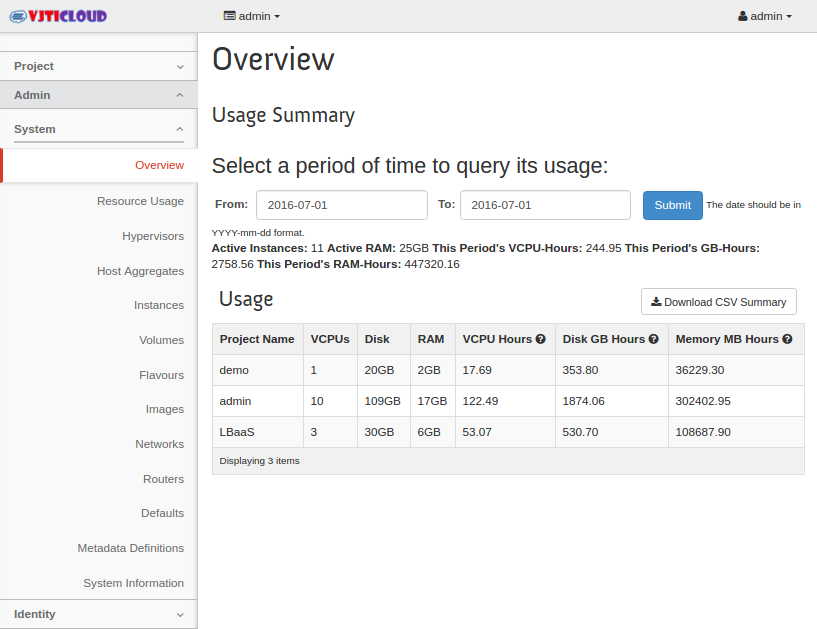 VJTICLOUD
admin
admin
Project
Admin
System
Overview
Resource Usage
Hypervisors
Host Aggregates
Instances
Volumes
Flavours
Images
Networks
Routers
Defaults
Metadata Definitions
System Information
Identity
Overview
Usage Summary
Select a period of time to query its usage:
From: 2016-07-01 To: 2016-07-01 Submit The date should be in
YYYY-mm-dd format.
Active Instances: 11 Active RAM: 25GB This Period's VCPU-Hours: 244.95 This Period's GB-Hours:
2758.56 This Period's RAM-Hours: 447320.16
Usage
Download CSV Summary
Project Name VCPUs Disk RAM VCPU Hours Disk GB Hours Memory MB Hours
demo 1 20GB 2GB 17.69 353.80 36229.30
admin 10 109GB 17GB 122.49 1874.06 302402.95
LBaaS 3 30GB 6GB 53.07 530.70 108687.90
Displaying 3 items